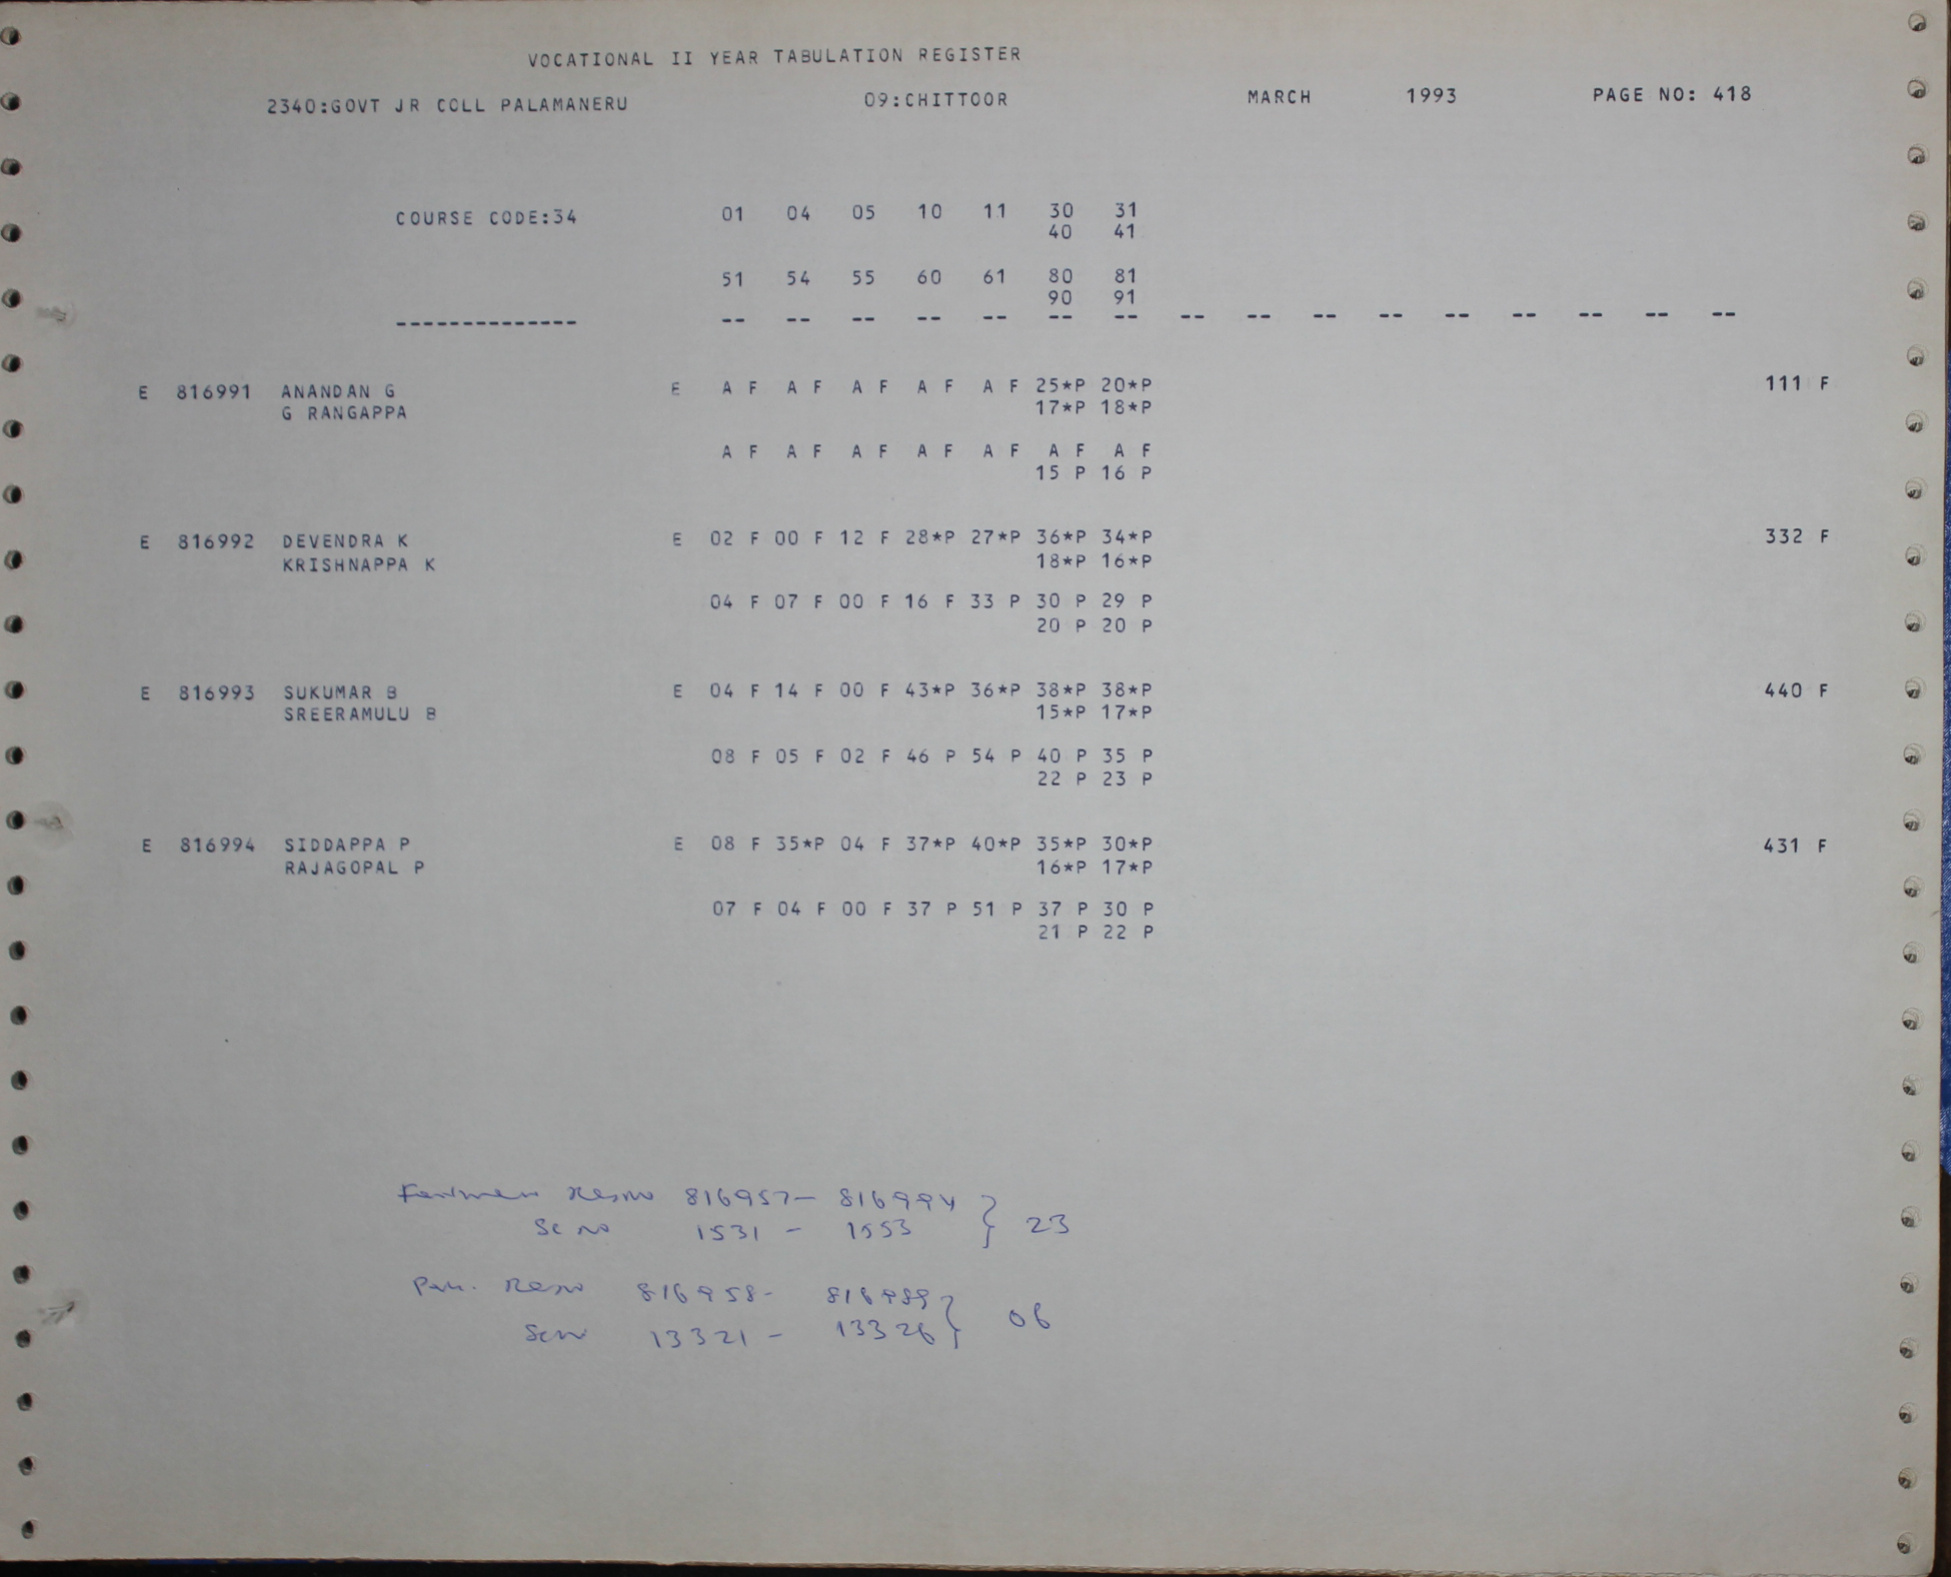 VOCATIONAL II YEAR TABULATION REGISTER
2340:GOVT JR COLL PALAMANERU 09:CHITTOOR MARCH 1993 PAGE NO: 418
COURSE CODE:34 01 04 05 10 11 30 31
40 41
51 54 55 60 61 80 81
90 91
-------------- -- -- -- -- -- -- -- -- -- -- -- -- -- -- -- --
E 816991 ANANDAN G E A F A F A F A F A F 25*P 20*P 111 F
G RANGAPPA 17*P 18*P
A F A F A F A F A F A F A F
15 P 16 P
E 816992 DEVENDRA K E 02 F 00 F 12 F 28*P 27*P 36*P 34*P 332 F
KRISHNAPPA K 18*P 16*P
04 F 07 F 00 F 16 F 33 P 30 P 29 P
20 P 20 P
E 816993 SUKUMAR B E 04 F 14 F 00 F 43*P 36*P 38*P 38*P 440 F
SREERAMULU B 15*P 17*P
08 F 05 F 02 F 46 P 54 P 40 P 35 P
22 P 23 P
E 816994 SIDDAPPA P E 08 F 35*P 04 F 37*P 40*P 35*P 30*P 431 F
RAJAGOPAL P 16*P 17*P
07 F 04 F 00 F 37 P 51 P 37 P 30 P
21 P 22 P
816957- 816994
Sc no 1531 - 1553 } 23
816958- 816989
13321 - 13326 } 06